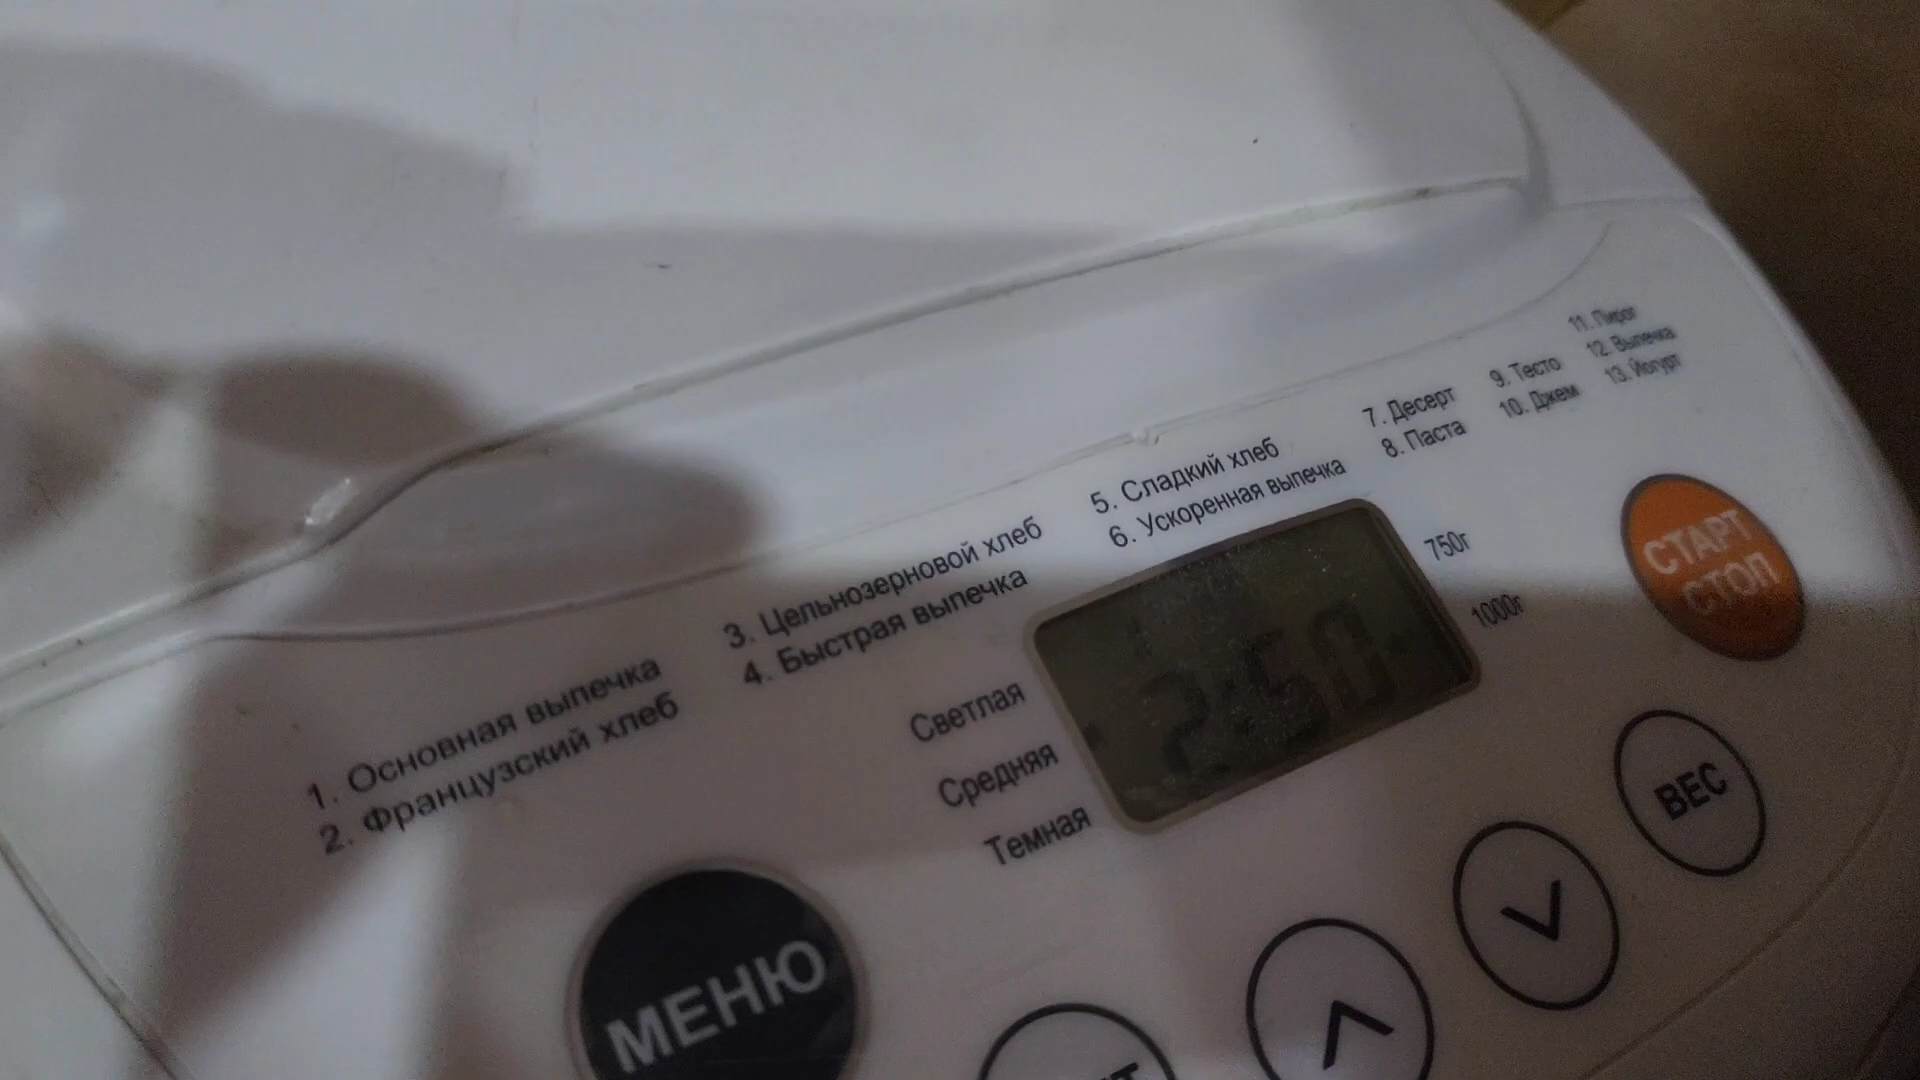 1. Основная выпечка
2. Французский хлеб
3. Цельнозерновой хлеб
4. Быстрая выпечка
5. Сладкий хлеб
6. Ускоренная выпечка
7. Десерт
8. Паста
9. Тесто
10. Джем
11. Пирог
12. Выпечка
13. Йогурт
Светлая
Средняя
Темная
2:50
750г
1000г
СТАРТ
СТОП
ВЕС
МЕНЮ